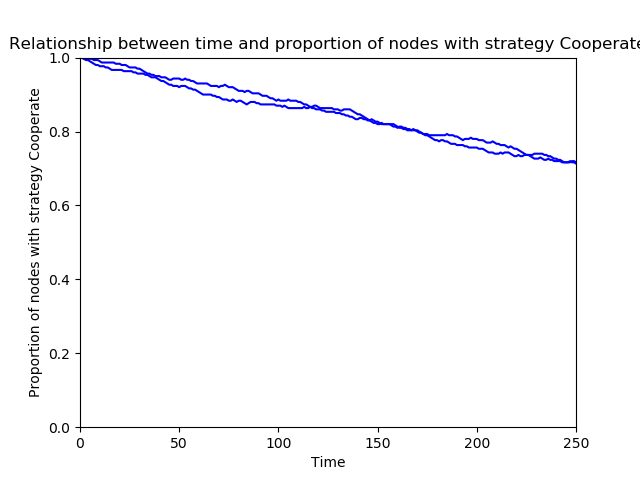 Relationship between time and proportion of nodes with strategy Cooperate
1.0
0.8
0.6
0.4
0.2
0.0
Proportion of nodes with strategy Cooperate
0 50 100 150 200 250
Time